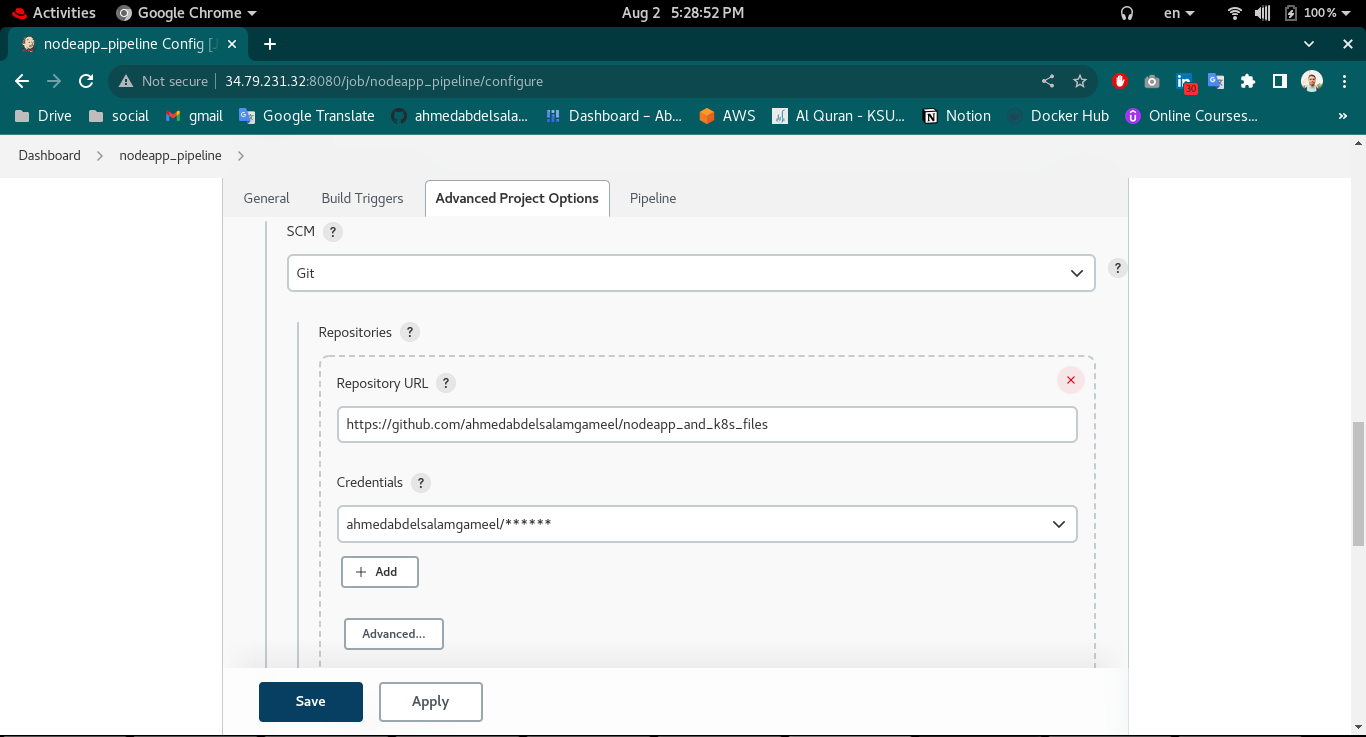 Activities Google Chrome Aug 2 5:28:52 PM en 100%
nodeapp_pipeline Config [
Not secure 34.79.231.32:8080/job/nodeapp_pipeline/configure 30
Drive social gmail Google Translate ahmedabdelsala... Dashboard – Ab... AWS Al Quran - KSU... Notion Docker Hub Online Courses... »
Dashboard nodeapp_pipeline
General Build Triggers Advanced Project Options Pipeline
SCM ?
Git ?
Repositories ?
Repository URL ?
https://github.com/ahmedabdelsalamgameel/nodeapp_and_k8s_files
Credentials ?
ahmedabdelsalamgameel/******
+ Add
Advanced...
Save Apply